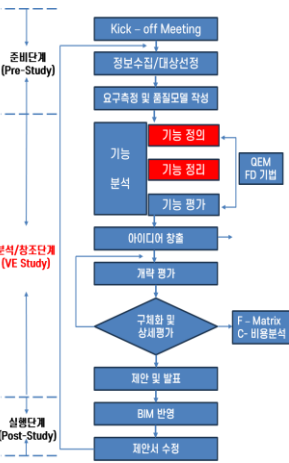 Kick – off Meeting
준비단계
(Pre-Study)
정보수집/대상선정
요구측정 및 품질모델 작성
기능
분석
기능 정의
기능 정리
기능 평가
QEM
FD 기법
아이디어 창출
분석/창조단계
(VE Study)
개략 평가
구체화 및
상세평가
F – Matrix
C- 비용분석
제안 및 발표
BIM 반영
실행단계
(Post-Study)
제안서 수정